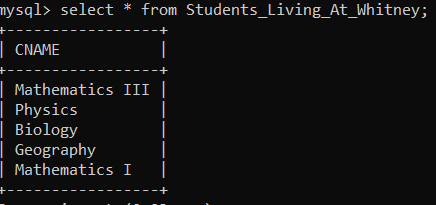 mysql> select * from Students_Living_At_Whitney;
+-----------------+
| CNAME           |
+-----------------+
| Mathematics III |
| Physics         |
| Biology         |
| Geography       |
| Mathematics I   |
+-----------------+